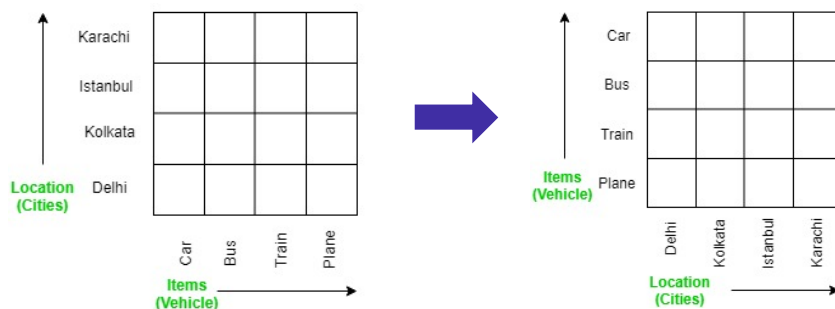 Karachi
Istanbul
Kolkata
Delhi
Location
(Cities)
Car
Bus
Train
Plane
Items
(Vehicle)
Car
Bus
Train
Plane
Items
(Vehicle)
Delhi
Kolkata
Istanbul
Karachi
Location
(Cities)